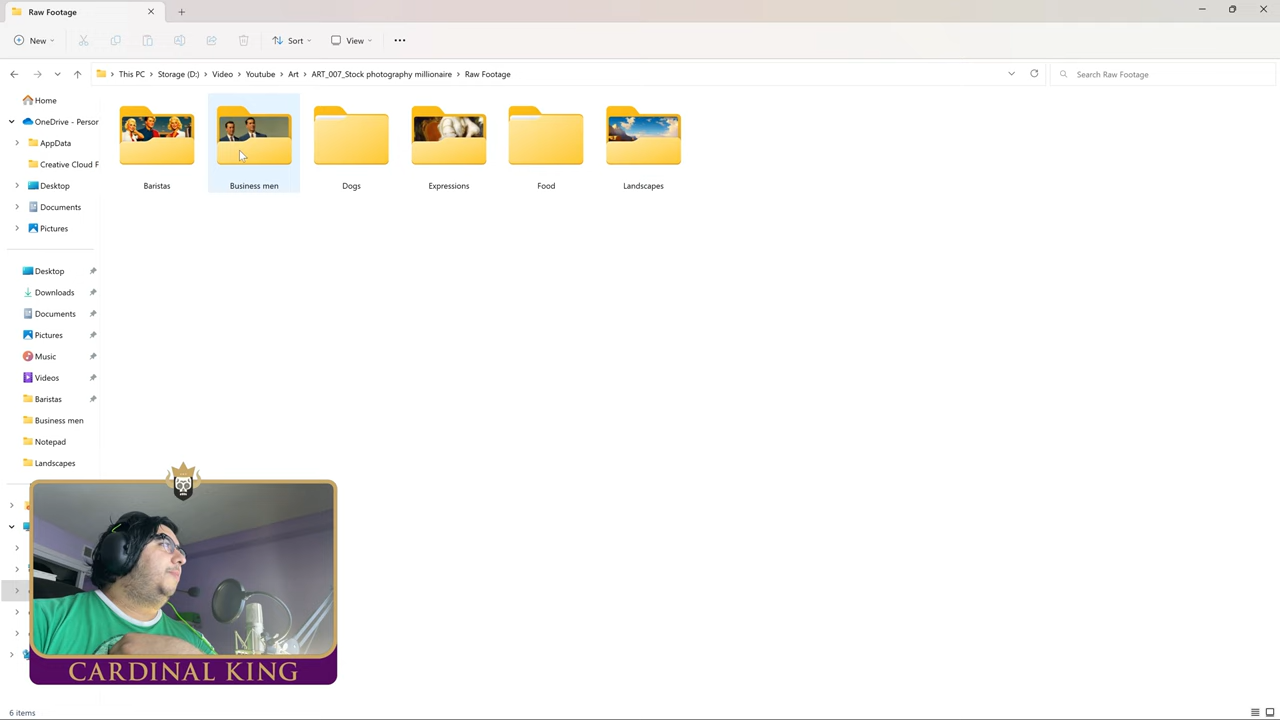 Raw Footage
New
Sort
View
This PC
Storage (D:)
Video
Youtube
Art
ART_007_Stock photography millionaire
Raw Footage
Search Raw Footage
Home
OneDrive - Person
AppData
Creative Cloud F
Desktop
Documents
Pictures
Desktop
Downloads
Documents
Pictures
Music
Videos
Baristas
Business men
Notepad
Landscapes
Baristas
Business men
Dogs
Expressions
Food
Landscapes
CARDINAL KING
6 items